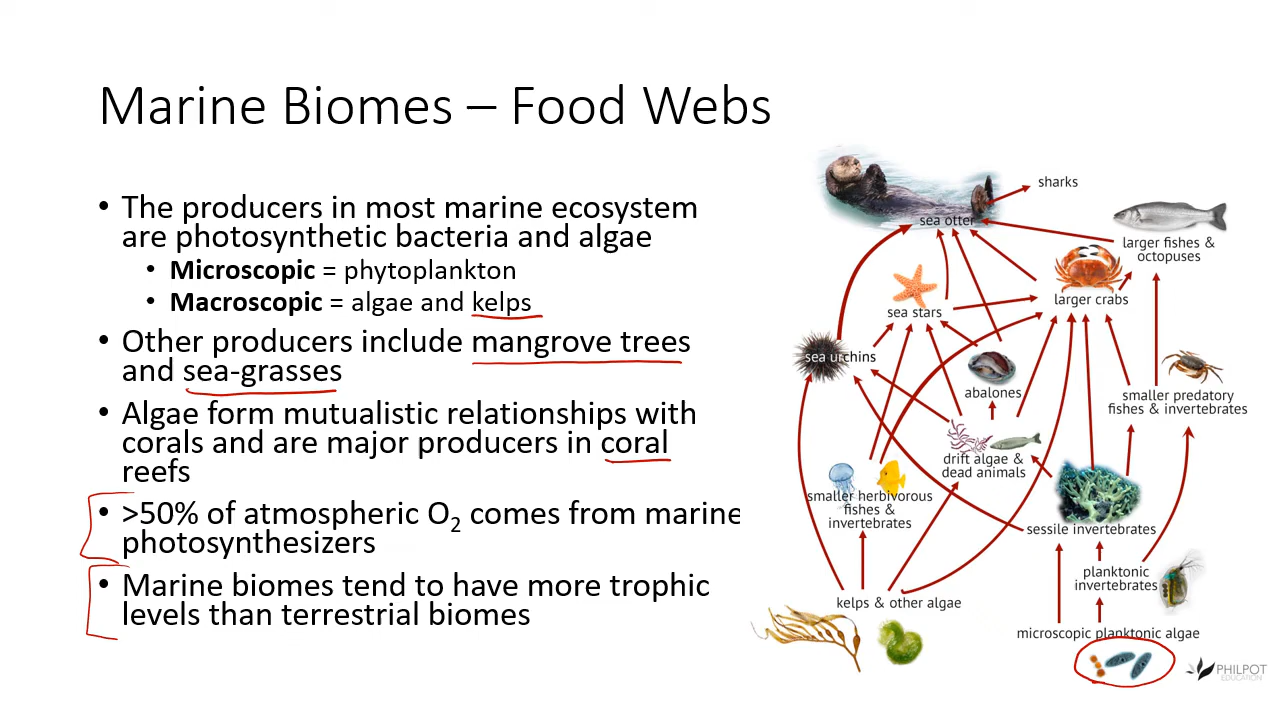 Marine Biomes – Food Webs
• The producers in most marine ecosystem
are photosynthetic bacteria and algae
• Microscopic = phytoplankton
• Macroscopic = algae and kelps
• Other producers include mangrove trees
and sea-grasses
• Algae form mutualistic relationships with
corals and are major producers in coral
reefs
• >50% of atmospheric O₂ comes from marine
photosynthesizers
• Marine biomes tend to have more trophic
levels than terrestrial biomes
sharks
sea otter
larger fishes &
octopuses
larger crabs
sea stars
sea urchins
abalones
smaller predatory
fishes & invertebrates
drift algae &
dead animals
smaller herbivorous
fishes &
invertebrates
sessile invertebrates
planktonic
invertebrates
kelps & other algae
microscopic planktonic algae
PHILPOT
EDUCATION